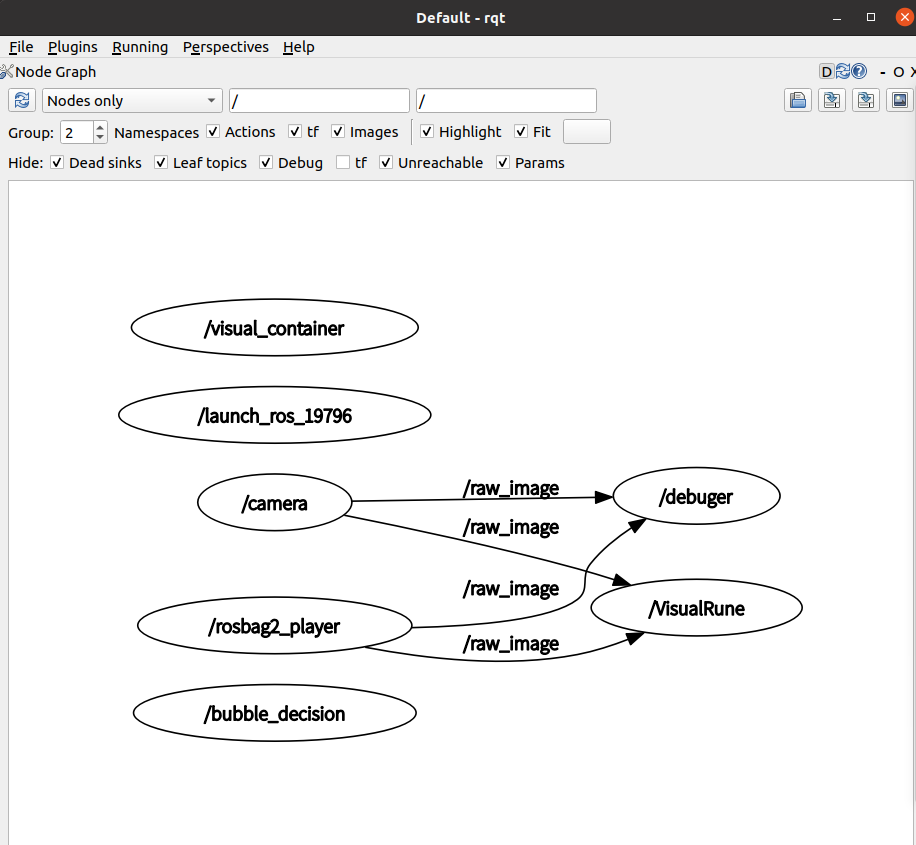 Default - rqt
File Plugins Running Perspectives Help
Node Graph D - O X
Nodes only / /
Group: 2 Namespaces Actions tf Images Highlight Fit
Hide: Dead sinks Leaf topics Debug tf Unreachable Params
/visual_container
/launch_ros_19796
/camera
/raw_image
/debuger
/raw_image
/raw_image
/VisualRune
/rosbag2_player
/raw_image
/bubble_decision